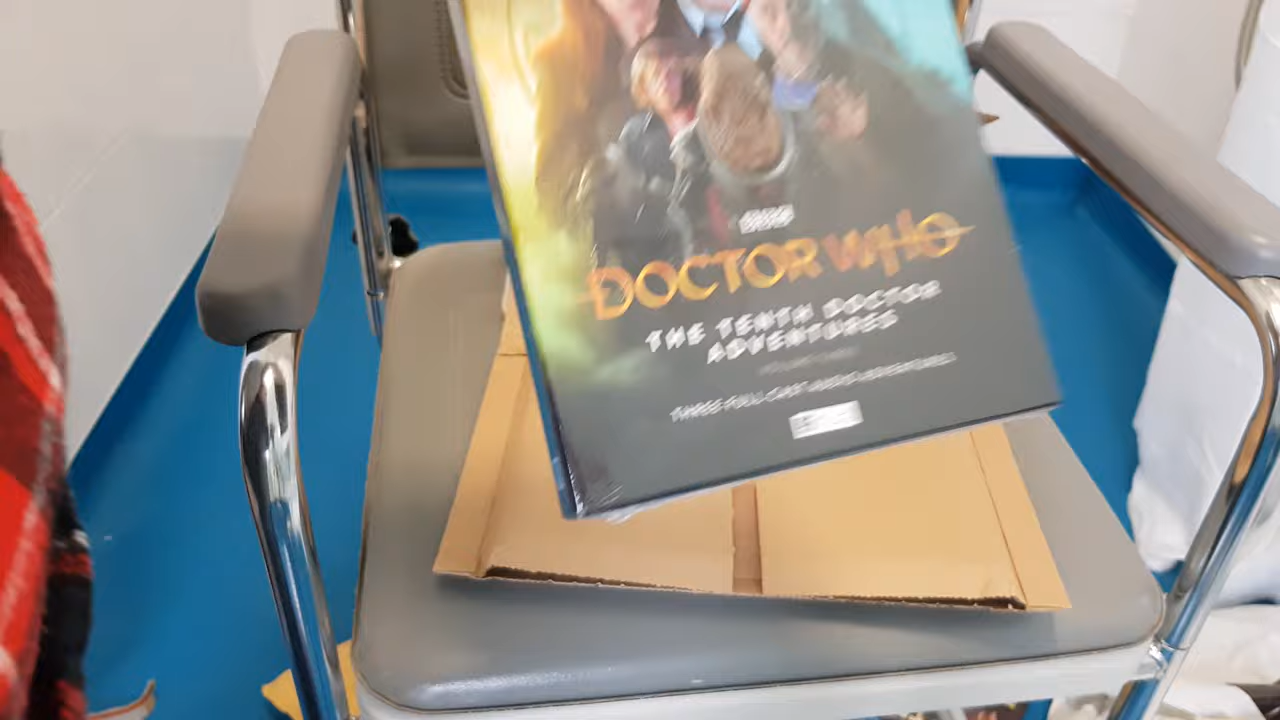 BBC
DOCTOR WHO
THE TENTH DOCTOR
ADVENTURES
THREE FULL-CAST AUDIO ADVENTURES